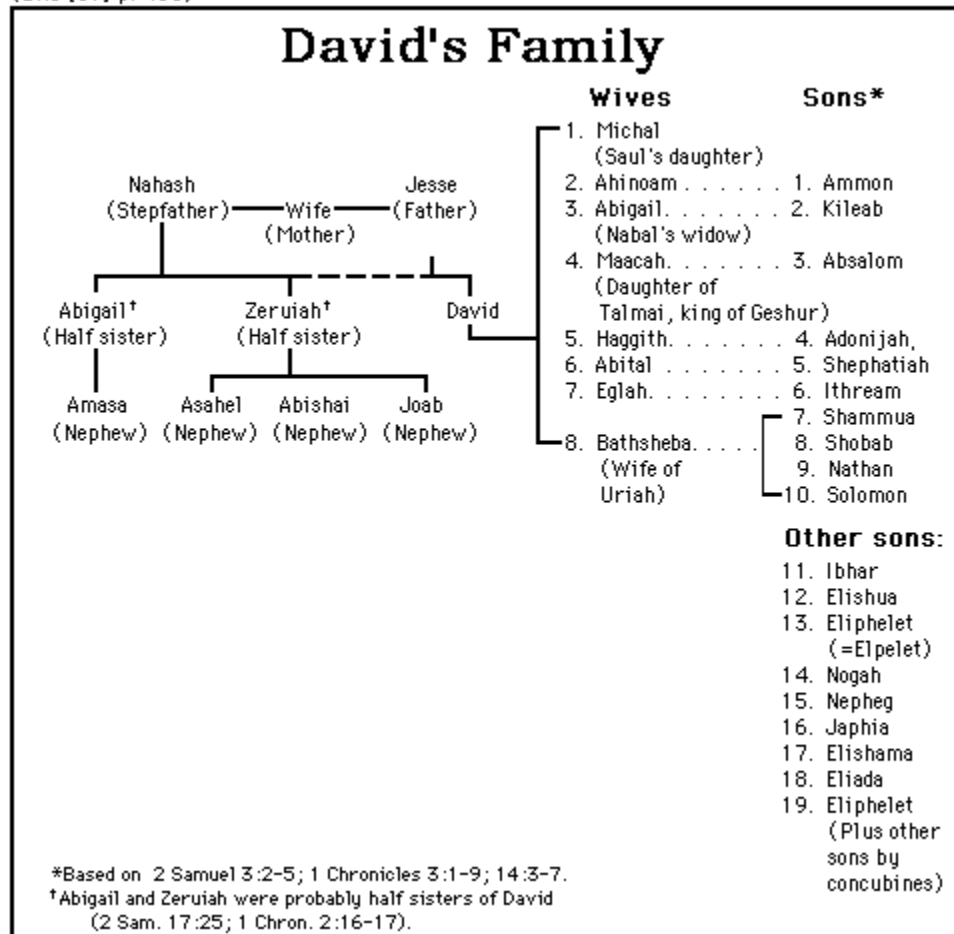 David's Family
Wives Sons*
1. Michal
(Saul's daughter)
2. Ahinoam . . . . . . 1. Ammon
3. Abigail. . . . . . . 2. Kileab
(Nabal's widow)
4. Maacah. . . . . . . 3. Absalom
(Daughter of
Talmai, king of Geshur)
5. Haggith. . . . . . . 4. Adonijah,
6. Abital . . . . . . . 5. Shephatiah
7. Eglah. . . . . . . . 6. Ithream
7. Shammua
8. Bathsheba. . . . . 8. Shobab
(Wife of 9. Nathan
Uriah) 10. Solomon
Nahash Jesse
(Stepfather) Wife (Father)
(Mother)
Abigail† Zeruiah† David
(Half sister) (Half sister)
Amasa Asahel Abishai Joab
(Nephew) (Nephew) (Nephew) (Nephew)
Other sons:
11. Ibhar
12. Elishua
13. Eliphelet
(=Elpelet)
14. Nogah
15. Nepheg
16. Japhia
17. Elishama
18. Eliada
19. Eliphelet
(Plus other
sons by
concubines)
*Based on 2 Samuel 3:2-5; 1 Chronicles 3:1-9; 14:3-7.
†Abigail and Zeruiah were probably half sisters of David
(2 Sam. 17:25; 1 Chron. 2:16-17).